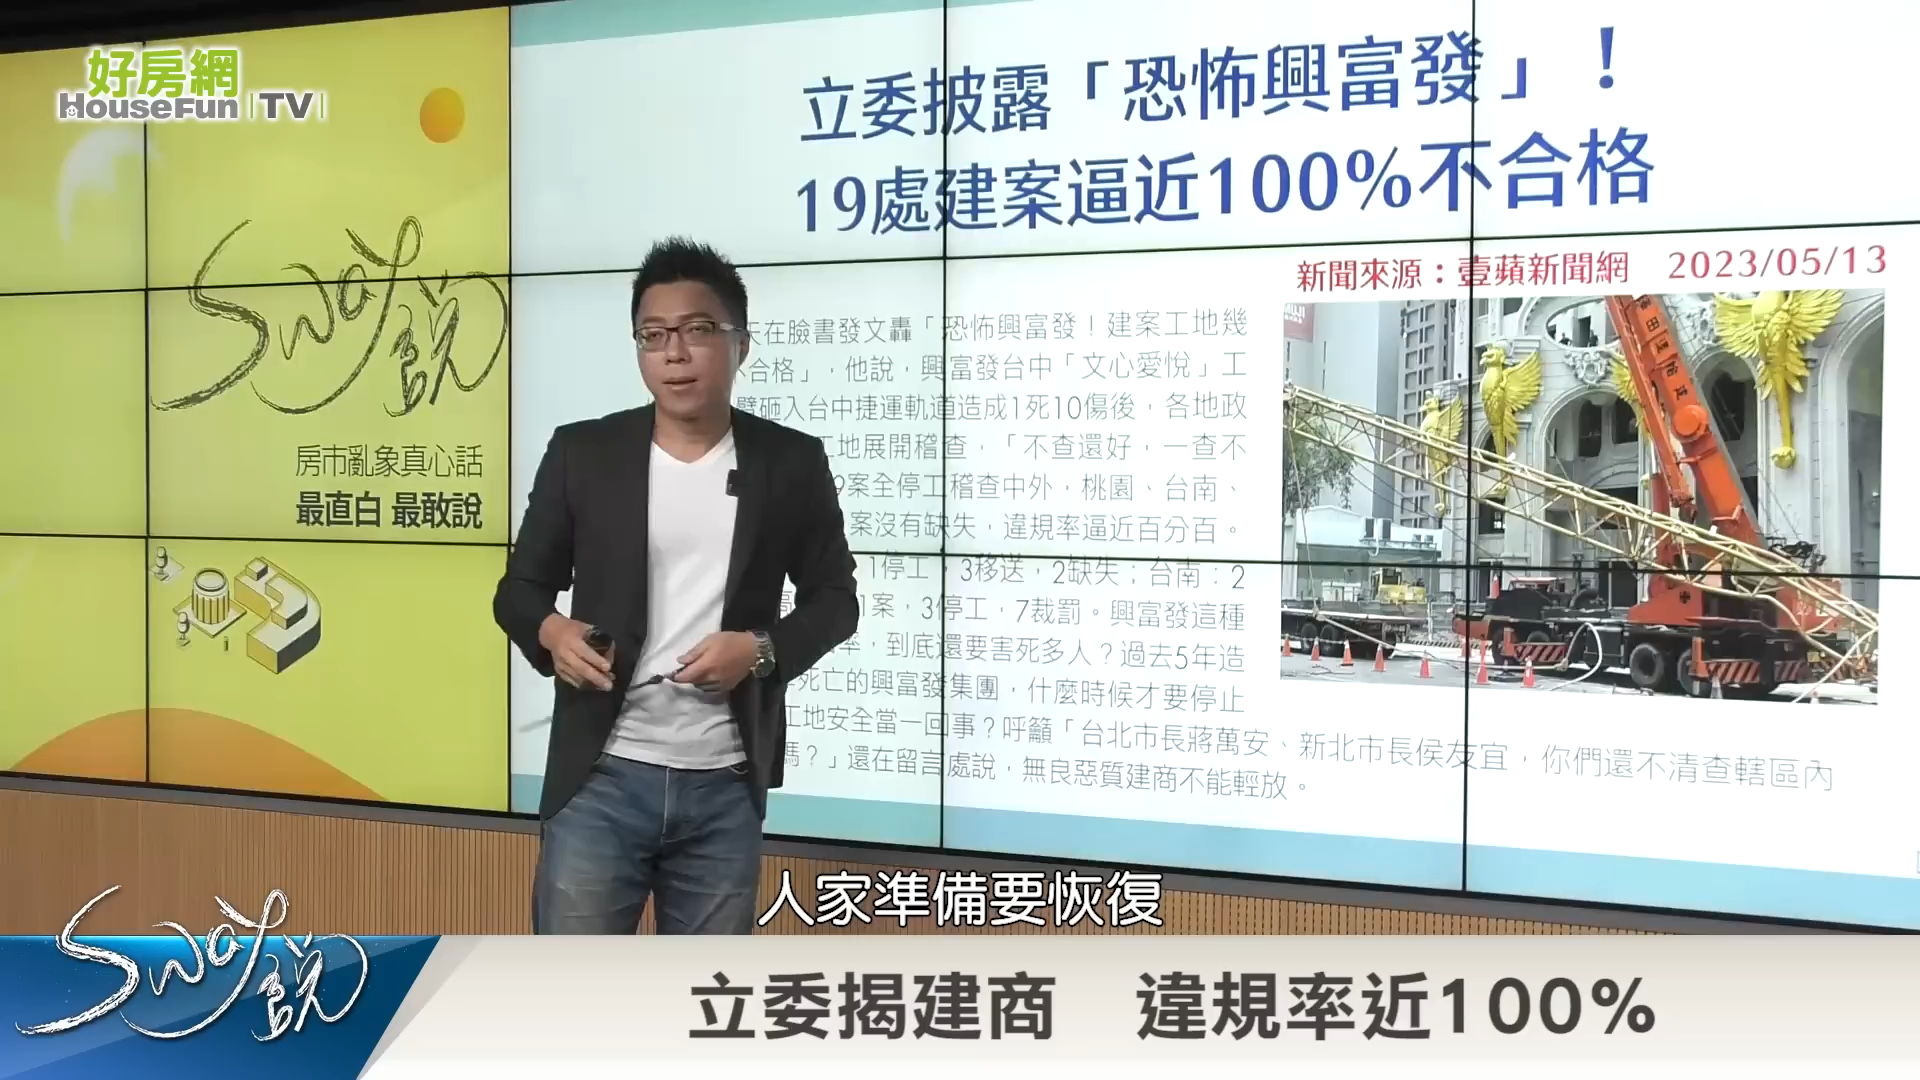 好房網
HouseFun TV
立委披露「恐怖興富發」！
19處建案逼近100%不合格
新聞來源：壹蘋新聞網 2023/05/13
Sway說
房市亂象真心話
最直白 最敢說
天在臉書發文轟「恐怖興富發！建案工地幾
合格」，他說，興富發台中「文心愛悅」工
臂砸入台中捷運軌道造成1死10傷後，各地政
工地展開稽查，「不查還好，一查不
9案全停工稽查中外，桃園、台南、
案沒有缺失，違規率逼近百分百。
1停工，3移送，2缺失；台南：2
1案，3停工，7裁罰。興富發這種
率，到底還要害死多人？過去5年造
死亡的興富發集團，什麼時候才要停止
工地安全當一回事？呼籲「台北市長蔣萬安、新北市長侯友宜，你們還不清查轄區內
嗎？」還在留言處說，無良惡質建商不能輕放。
人家準備要恢復
Sway說
立委揭建商 違規率近100%